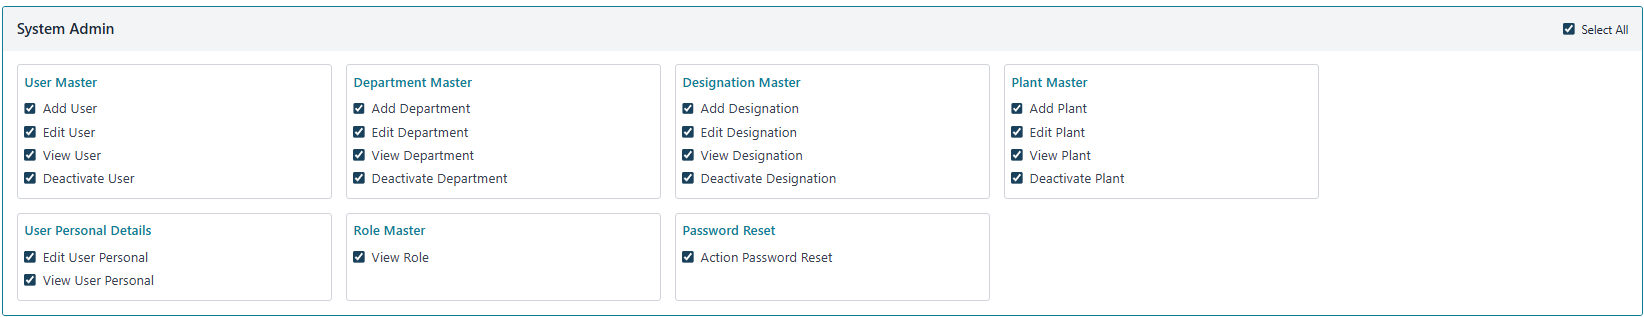 System Admin
Select All
User Master
Add User
Edit User
View User
Deactivate User
Department Master
Add Department
Edit Department
View Department
Deactivate Department
Designation Master
Add Designation
Edit Designation
View Designation
Deactivate Designation
Plant Master
Add Plant
Edit Plant
View Plant
Deactivate Plant
User Personal Details
Edit User Personal
View User Personal
Role Master
View Role
Password Reset
Action Password Reset